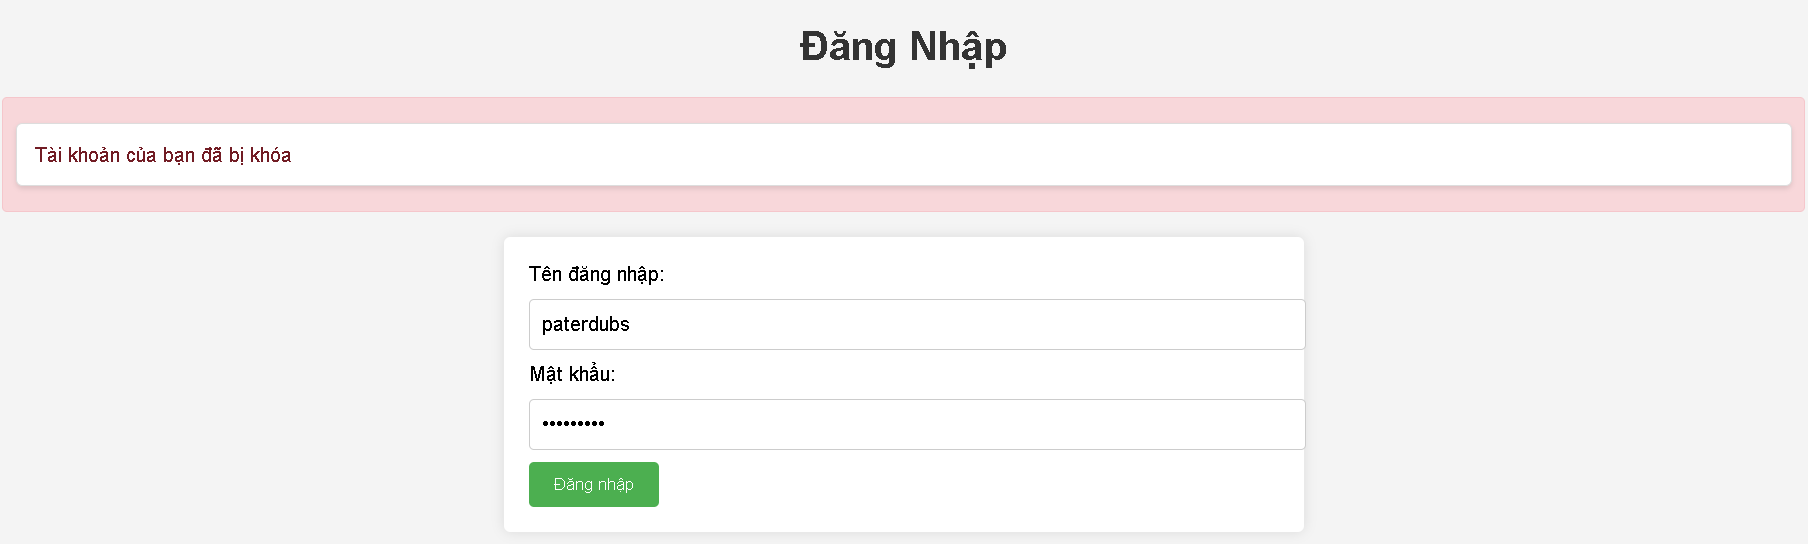 Đăng Nhập
Tài khoản của bạn đã bị khóa
Tên đăng nhập:
paterdubs
Mật khẩu:
•••••••••
Đăng nhập